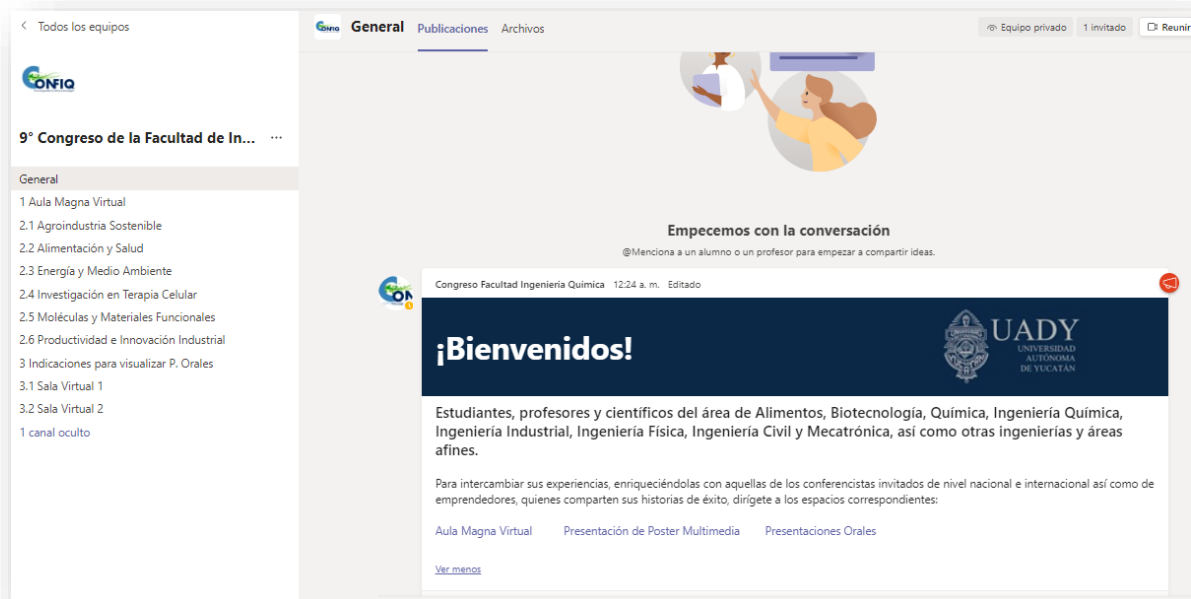 Todos los equipos
CONFIQ
9° Congreso de la Facultad de In... ...
General
1 Aula Magna Virtual
2.1 Agroindustria Sostenible
2.2 Alimentación y Salud
2.3 Energía y Medio Ambiente
2.4 Investigación en Terapia Celular
2.5 Moléculas y Materiales Funcionales
2.6 Productividad e Innovación Industrial
3 Indicaciones para visualizar P. Orales
3.1 Sala Virtual 1
3.2 Sala Virtual 2
1 canal oculto
General Publicaciones Archivos
Equipo privado 1 invitado Reunir
Empecemos con la conversación
@Menciona a un alumno o un profesor para empezar a compartir ideas.
Congreso Facultad Ingenieria Quimica 12:24 a. m. Editado
¡Bienvenidos!
UADY
UNIVERSIDAD
AUTÓNOMA
DE YUCATÁN
Estudiantes, profesores y científicos del área de Alimentos, Biotecnología, Química, Ingeniería Química,
Ingeniería Industrial, Ingeniería Física, Ingeniería Civil y Mecatrónica, así como otras ingenierías y áreas
afines.
Para intercambiar sus experiencias, enriqueciéndolas con aquellas de los conferencistas invitados de nivel nacional e internacional así como de
emprendedores, quienes comparten sus historias de éxito, dirígete a los espacios correspondientes:
Aula Magna Virtual Presentación de Poster Multimedia Presentaciones Orales
Ver menos